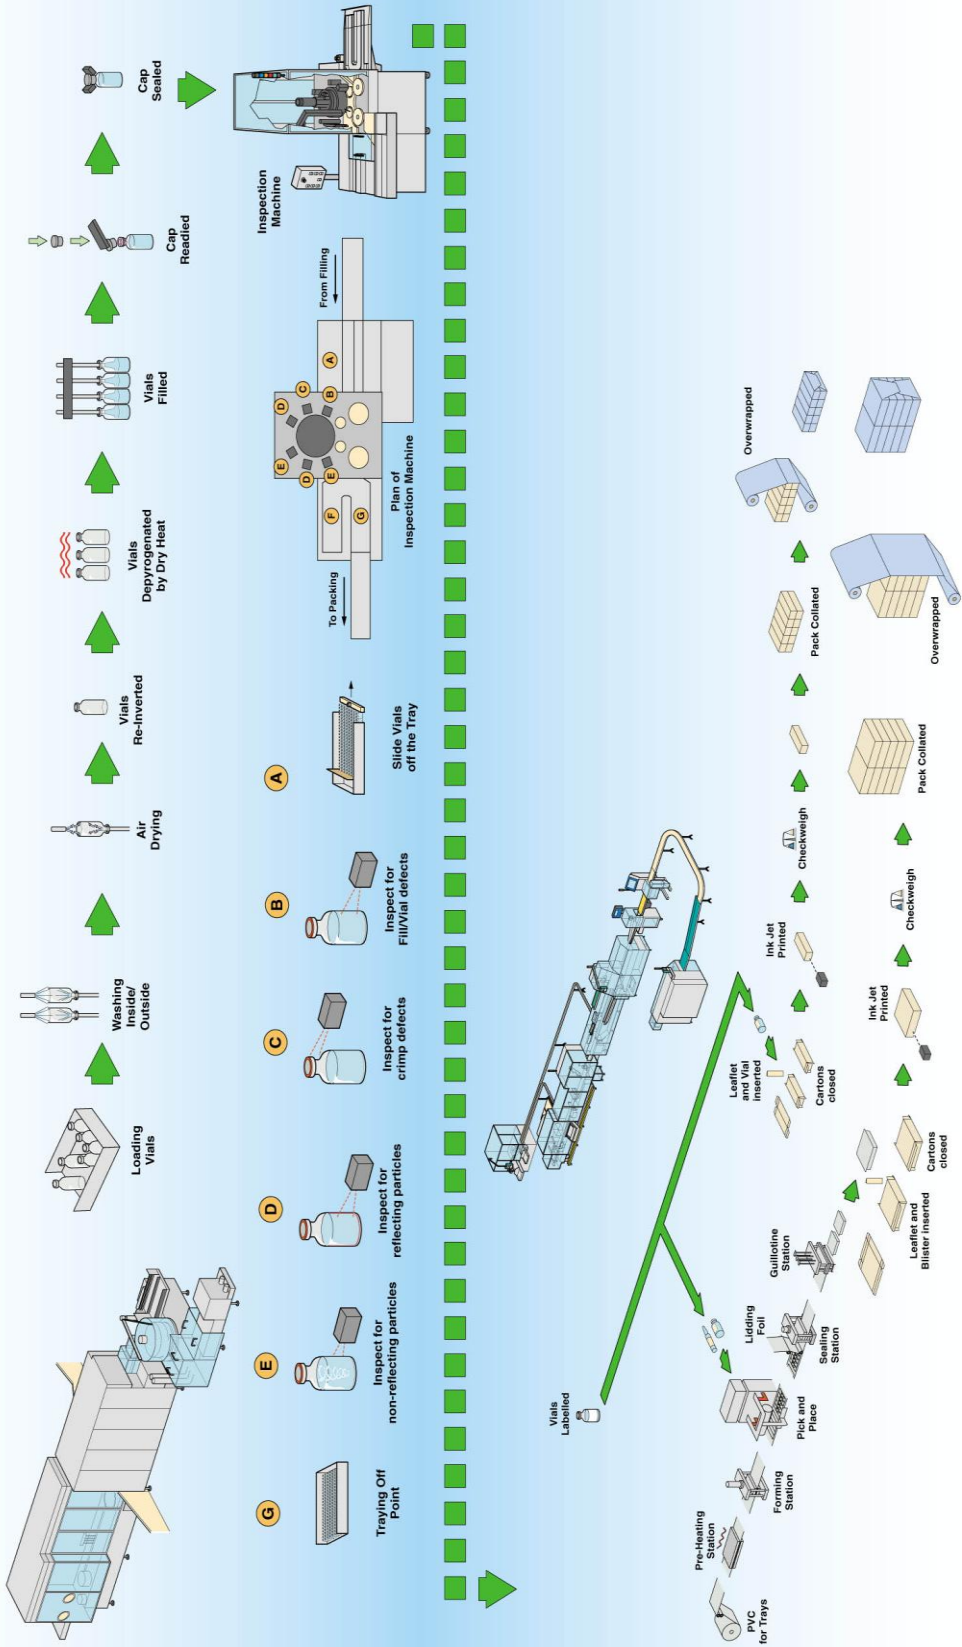 Loading
Vials
Washing
Inside/
Outside
Air
Drying
Vials
Re-Inverted
Vials
Depyrogenated
by Dry Heat
Vials
Filled
Cap
Readied
Cap
Sealed
G
Traying Off
Point
E
Inspect for
non-reflecting particles
D
Inspect for
reflecting particles
C
Inspect for
crimp defects
B
Inspect for
Fill/Vial defects
A
Slide Vials
off the Tray
To Packing
F
G
E
D
E
D
C
B
A
From Filling
Plan of
Inspection Machine
Inspection
Machine
Vials
Labelled
PVC
for Trays
Pre-Heating
Station
Forming
Station
Pick and
Place
Lidding
Foil
Sealing
Station
Guillotine
Station
Leaflet and
Blister inserted
Cartons
closed
Ink Jet
Printed
Checkweigh
Pack Collated
Overwrapped
Leaflet
and Vial
inserted
Cartons
closed
Ink Jet
Printed
Checkweigh
Pack Collated
Overwrapped